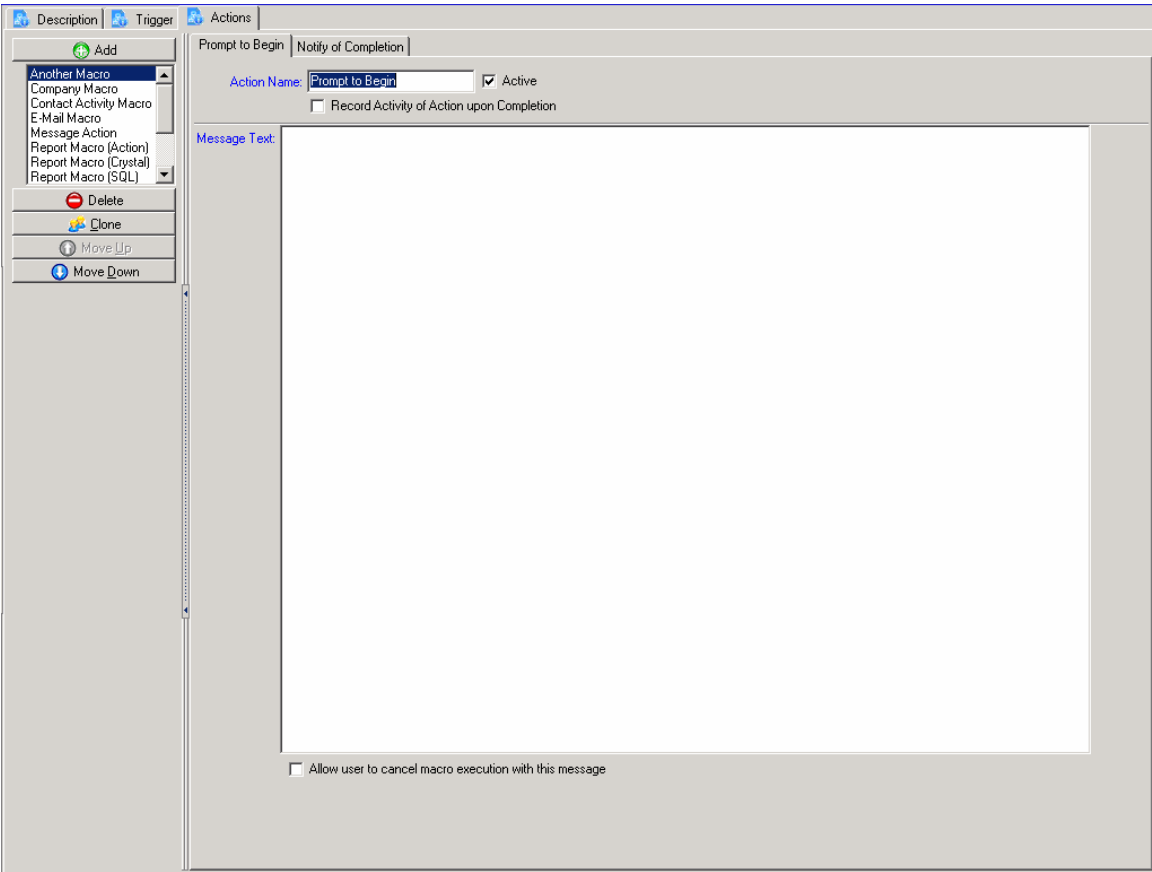 Description
Trigger
Actions
Add
Another Macro
Company Macro
Contact Activity Macro
E-Mail Macro
Message Action
Report Macro (Action)
Report Macro (Crystal)
Report Macro (SQL)
Delete
Clone
Move Up
Move Down
Prompt to Begin
Notify of Completion
Action Name: Prompt to Begin
Active
Record Activity of Action upon Completion
Message Text:
Allow user to cancel macro execution with this message